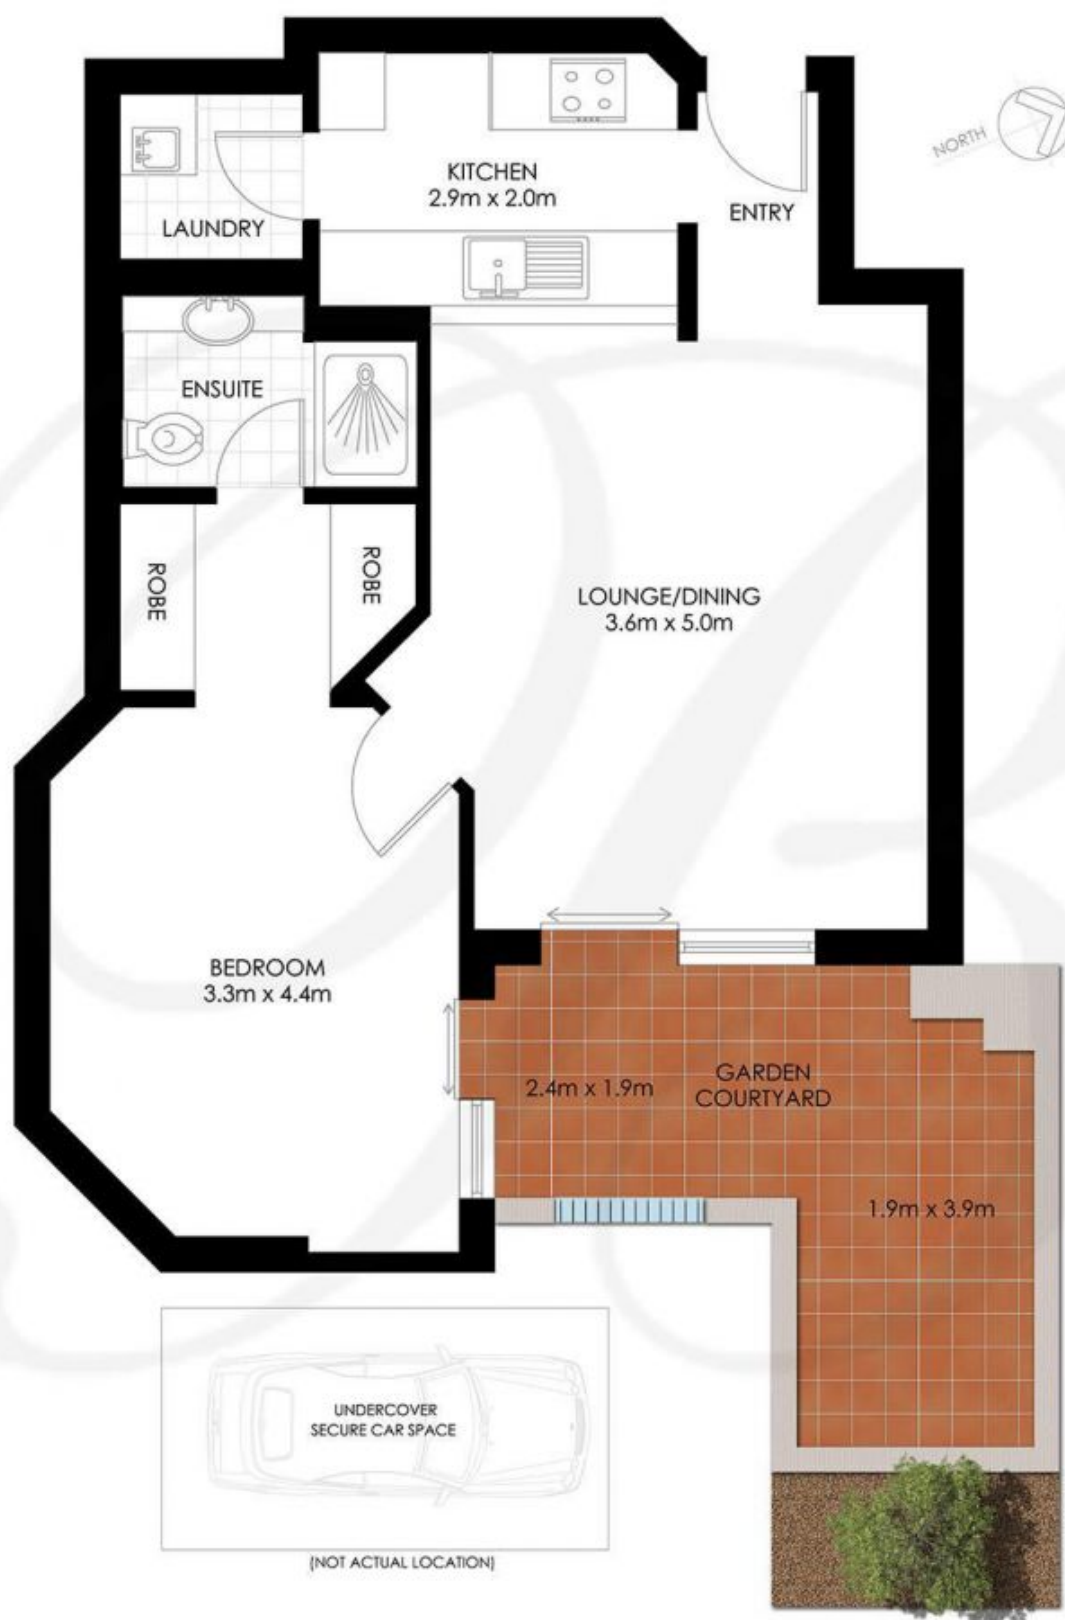 NORTH
KITCHEN
2.9m x 2.0m
ENTRY
LAUNDRY
ENSUITE
ROBE
ROBE
LOUNGE/DINING
3.6m x 5.0m
BEDROOM
3.3m x 4.4m
2.4m x 1.9m
GARDEN
COURTYARD
1.9m x 3.9m
UNDERCOVER
SECURE CAR SPACE
(NOT ACTUAL LOCATION)